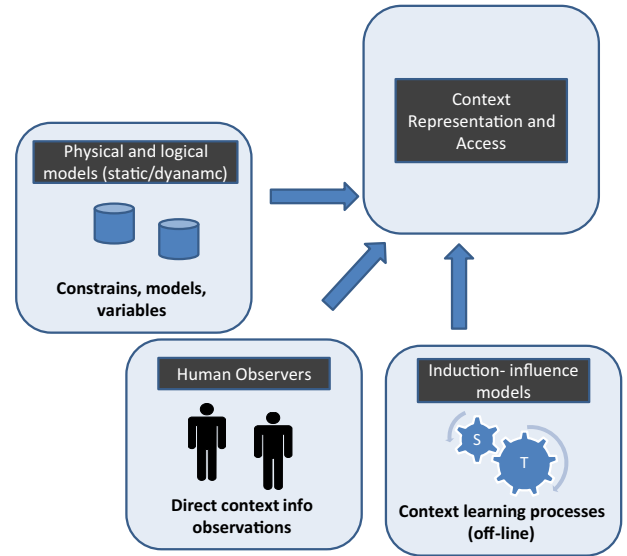 Context
Representation and
Access
Physical and logical
models (static/dyanamc)
Constrains, models,
variables
Human Observers
Direct context info
observations
Induction- influence
models
S
T
Context learning processes
(off-line)